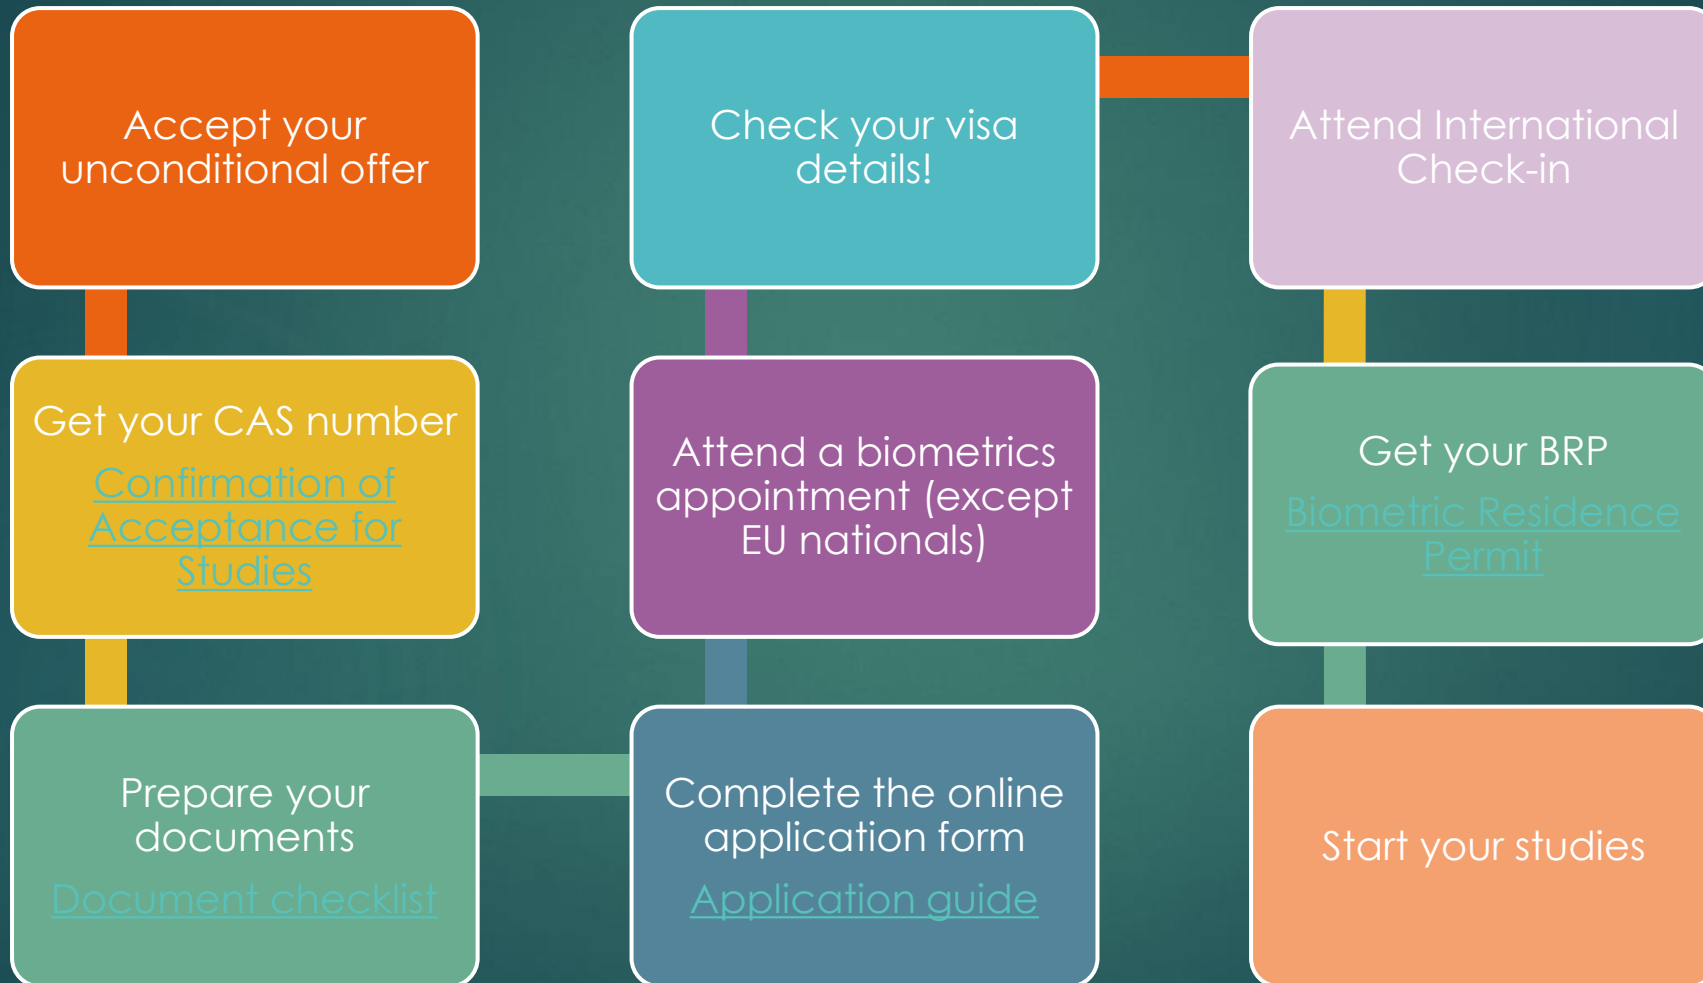 Accept your
unconditional offer
Get your CAS number
Confirmation of
Acceptance for
Studies
Prepare your
documents
Document checklist
Complete the online
application form
Application guide
Attend a biometrics
appointment (except
EU nationals)
Check your visa
details!
Attend International
Check-in
Get your BRP
Biometric Residence
Permit
Start your studies